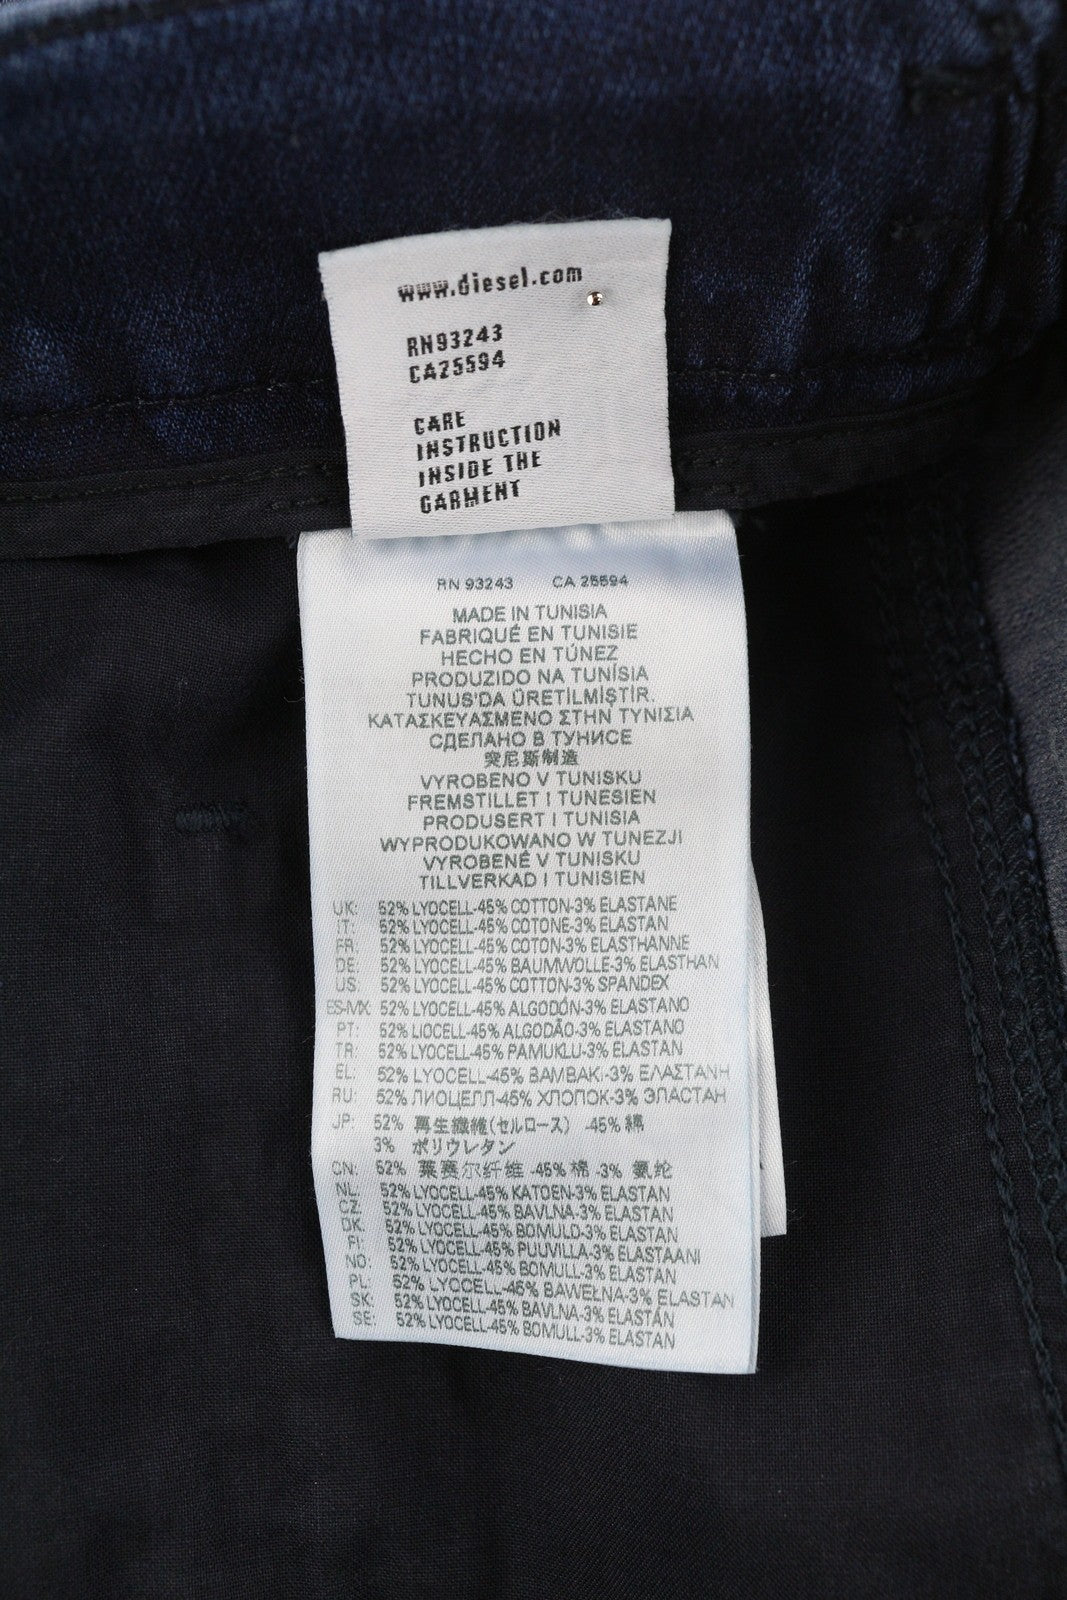 www.diesel.com
RN93243
CA25594
CARE
INSTRUCTION
INSIDE THE
GARMENT
RN 93243 CA 25594
MADE IN TUNISIA
FABRIQUÉ EN TUNISIE
HECHO EN TÚNEZ
PRODUZIDO NA TUNÍSIA
TUNUS'DA ÜRETİLMİŞTİR.
ΚΑΤΑΣΚΕΥΑΣΜΕΝΟ ΣΤΗΝ ΤΥΝΙΣΙΑ
СДЕЛАНО В ТУНИСЕ
突尼斯制造
VYROBENO V TUNISKU
FREMSTILLET I TUNESIEN
PRODUSERT I TUNISIA
WYPRODUKOWANO W TUNEZJI
VYROBENÉ V TUNISKU
TILLVERKAD I TUNISIEN
UK: 52% LYOCELL-45% COTTON-3% ELASTANE
IT: 52% LYOCELL-45% COTONE-3% ELASTAN
FR: 52% LYOCELL-45% COTON-3% ELASTHANNE
DE: 52% LYOCELL-45% BAUMWOLLE-3% ELASTHAN
US: 52% LYOCELL-45% COTTON-3% SPANDEX
ES-MX: 52% LYOCELL-45% ALGODÓN-3% ELASTANO
PT: 52% LIOCELL-45% ALGODÃO-3% ELASTANO
TR: 52% LYOCELL-45% PAMUKLU-3% ELASTAN
EL: 52% LYOCELL-45% ΒΑΜΒΑΚΙ-3% ΕΛΑΣΤΑΝΗ
RU: 52% ЛИОЦЕЛЛ-45% ХЛОПОК-3% ЭЛАСТАН
JP: 52% 再生繊維(セルロース) -45% 綿
3% ポリウレタン
CN: 52% 莱赛尔纤维 -45% 棉 -3% 氨纶
NL: 52% LYOCELL-45% KATOEN-3% ELASTAN
CZ: 52% LYOCELL-45% BAVLNA-3% ELASTAN
DK: 52% LYOCELL-45% BOMULD-3% ELASTAN
FI: 52% LYOCELL-45% PUUVILLA-3% ELASTAANI
NO: 52% LYOCELL-45% BOMULL-3% ELASTAN
PL: 52% LYOCELL-45% BAWEŁNA-3% ELASTAN
SK: 52% LYOCELL-45% BAVLNA-3% ELASTÁN
SE: 52% LYOCELL-45% BOMULL-3% ELASTAN